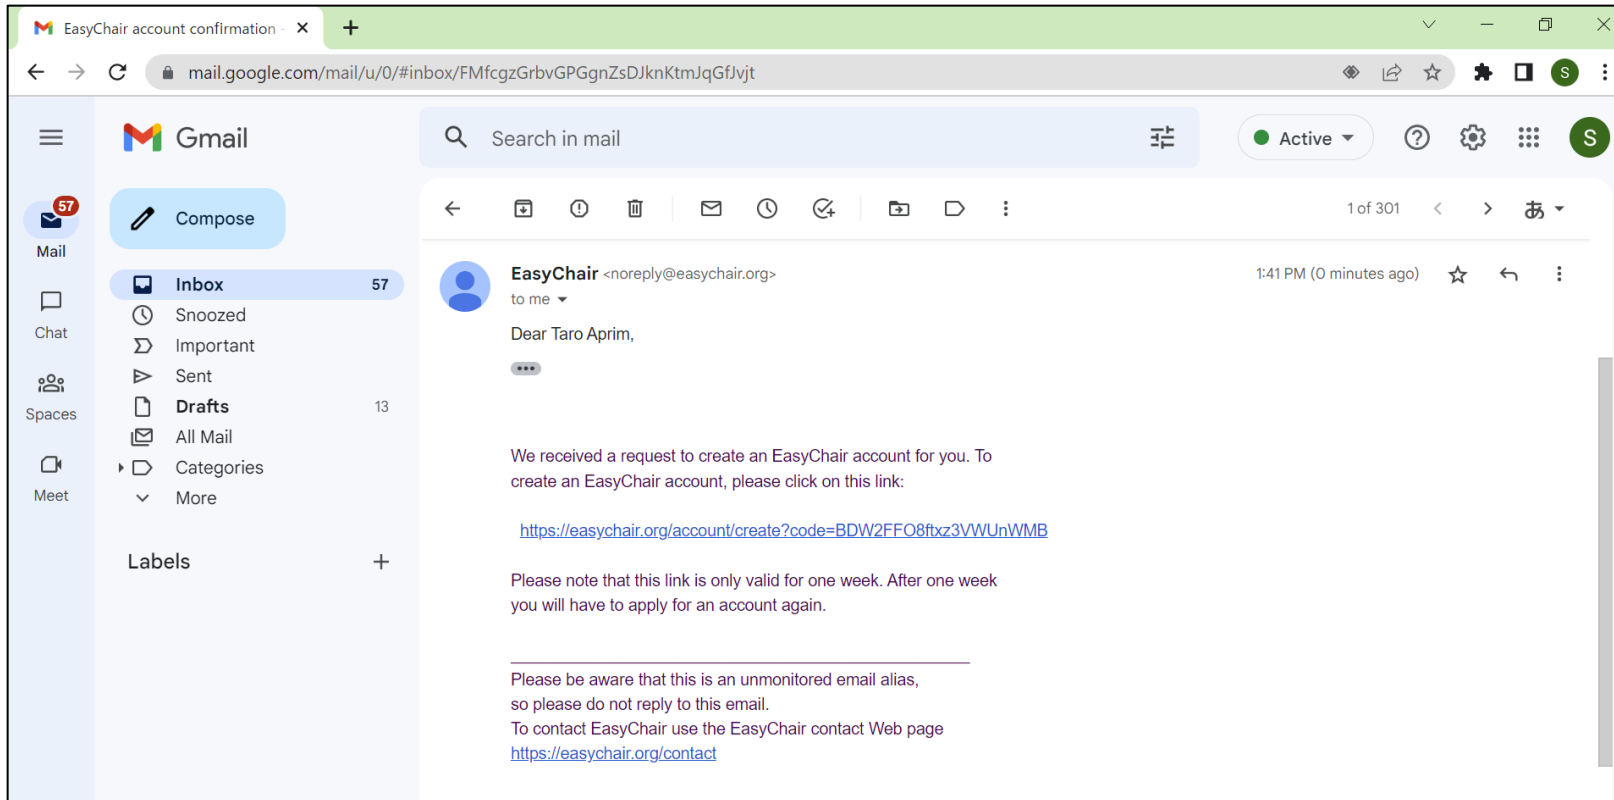 EasyChair account confirmation -
mail.google.com/mail/u/0/#inbox/FMfcgzGrbvGPGgnZsDJknKtmJqGfJvjt
S
Gmail
Search in mail
Active
S
57
Mail
Compose
1 of 301
あ
Inbox 57
Snoozed
Important
Sent
Drafts 13
All Mail
Categories
More
Labels
Chat
Spaces
Meet
EasyChair <noreply@easychair.org>
1:41 PM (0 minutes ago)
to me
Dear Taro Aprim,
We received a request to create an EasyChair account for you. To
create an EasyChair account, please click on this link:
https://easychair.org/account/create?code=BDW2FFO8ftxz3VWUnWMB
Please note that this link is only valid for one week. After one week
you will have to apply for an account again.
Please be aware that this is an unmonitored email alias,
so please do not reply to this email.
To contact EasyChair use the EasyChair contact Web page
https://easychair.org/contact